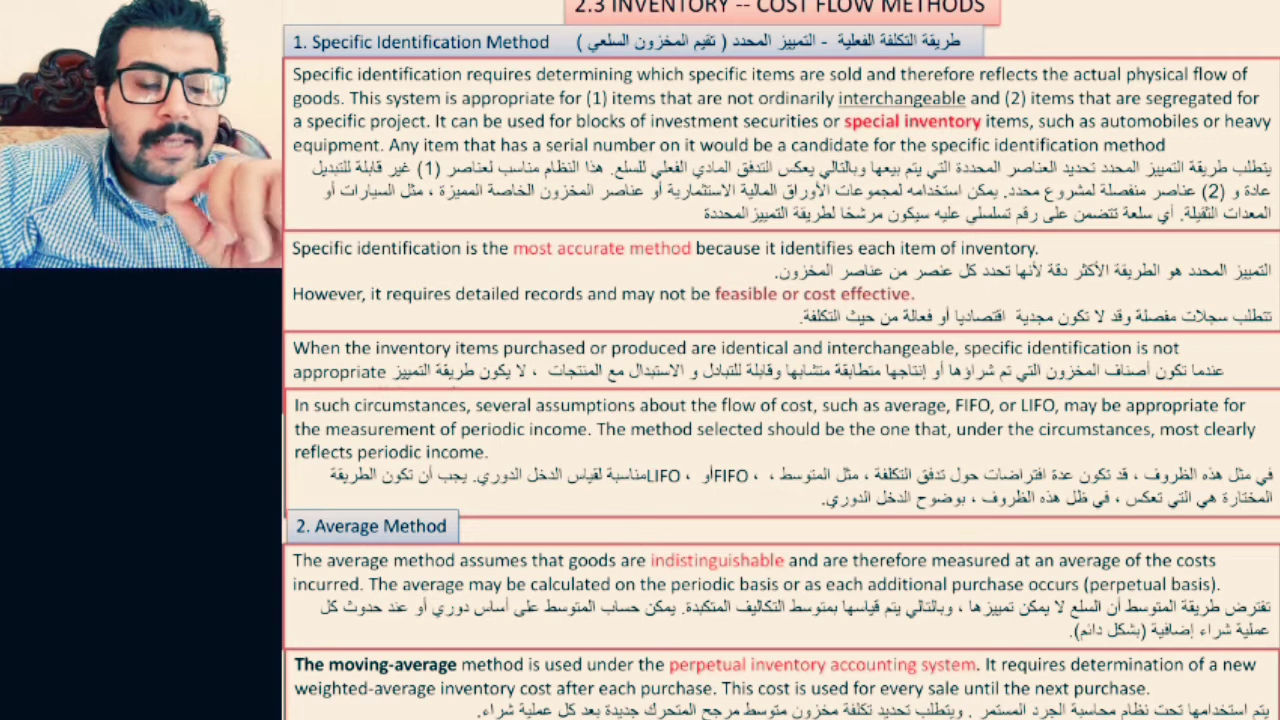 2.3 INVENTORY -- COST FLOW METHODS
1. Specific Identification Method طريقة التكلفة الفعلية - التمييز المحدد ( تقيم المخزون السلعي )
Specific identification requires determining which specific items are sold and therefore reflects the actual physical flow of
goods. This system is appropriate for (1) items that are not ordinarily interchangeable and (2) items that are segregated for
a specific project. It can be used for blocks of investment securities or special inventory items, such as automobiles or heavy
equipment. Any item that has a serial number on it would be a candidate for the specific identification method
يتطلب طريقة التمييز المحدد تحديد العناصر المحددة التي يتم بيعها وبالتالي يعكس التدفق المادي الفعلي للسلع. هذا النظام مناسب لعناصر (1) غير قابلة للتبديل
عادة و (2) عناصر منفصلة لمشروع محدد. يمكن استخدامه لمجموعات الأوراق المالية الاستثمارية أو عناصر المخزون الخاصة المميزة ، مثل السيارات أو
المعدات الثقيلة. أي سلعة تتضمن على رقم تسلسلي عليه سيكون مرشحًا لطريقة التمييز المحددة
Specific identification is the most accurate method because it identifies each item of inventory.
التمييز المحدد هو الطريقة الأكثر دقة لأنها تحدد كل عنصر من عناصر المخزون.
However, it requires detailed records and may not be feasible or cost effective.
تتطلب سجلات مفصلة وقد لا تكون مجدية اقتصاديا أو فعالة من حيث التكلفة.
When the inventory items purchased or produced are identical and interchangeable, specific identification is not
appropriate عندما تكون أصناف المخزون التي تم شراؤها أو إنتاجها متطابقة متشابها وقابلة للتبادل و الاستبدال مع المنتجات ، لا يكون طريقة التمييز
In such circumstances, several assumptions about the flow of cost, such as average, FIFO, or LIFO, may be appropriate for
the measurement of periodic income. The method selected should be the one that, under the circumstances, most clearly
reflects periodic income.
في مثل هذه الظروف ، قد تكون عدة افتراضات حول تدفق التكلفة ، مثل المتوسط ، ، FIFOأو ، LIFOمناسبة لقياس الدخل الدوري. يجب أن تكون الطريقة
المختارة هي التي تعكس ، في ظل هذه الظروف ، بوضوح الدخل الدوري.
2. Average Method
The average method assumes that goods are indistinguishable and are therefore measured at an average of the costs
incurred. The average may be calculated on the periodic basis or as each additional purchase occurs (perpetual basis).
تفترض طريقة المتوسط أن السلع لا يمكن تمييزها ، وبالتالي يتم قياسها بمتوسط التكاليف المتكبدة. يمكن حساب المتوسط على أساس دوري أو عند حدوث كل
عملية شراء إضافية (بشكل دائم).
The moving-average method is used under the perpetual inventory accounting system. It requires determination of a new
weighted-average inventory cost after each purchase. This cost is used for every sale until the next purchase.
يتم استخدامها تحت نظام محاسبة الجرد المستمر . ويتطلب تحديد تكلفة مخزون متوسط مرجح المتحرك جديدة بعد كل عملية شراء.